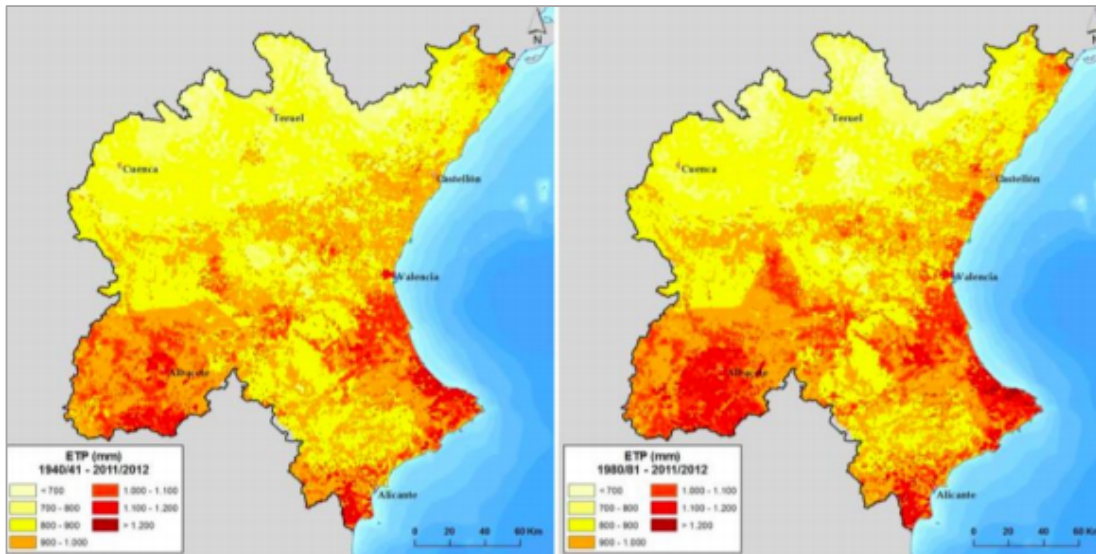 N
Teruel
Cuenca
Castellón
Valencia
Albacete
Alicante
ETP (mm)
1940/41 - 2011/2012
< 700
700 - 800
800 - 900
900 - 1.000
1.000 - 1.100
1.100 - 1.200
> 1.200
0 20 40 60 Km
N
Teruel
Cuenca
Castellón
Valencia
Albacete
Alicante
ETP (mm)
1980/81 - 2011/2012
< 700
700 - 800
800 - 900
900 - 1.000
1.000 - 1.100
1.100 - 1.200
> 1.200
0 20 40 60 Km